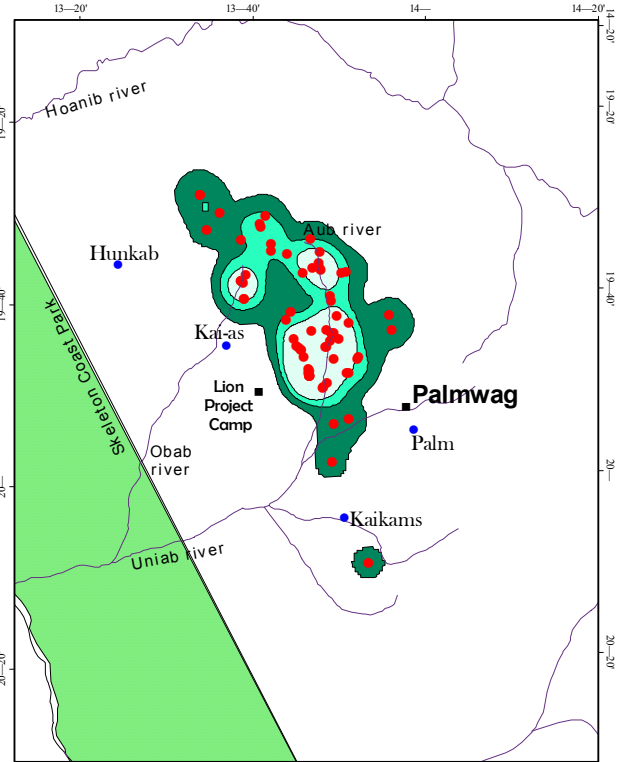 13—20'
13—40'
14—
14—20'
14—20'
Hoanib river
19—20'
19—20'
Aub river
Hunkab
19—40'
19—40'
Kai-as
Skeleton Coast Park
Lion
Project
Camp
Palmwag
Palm
Obab
river
20—
20—
Kaikams
Uniab river
20—20'
20—20'